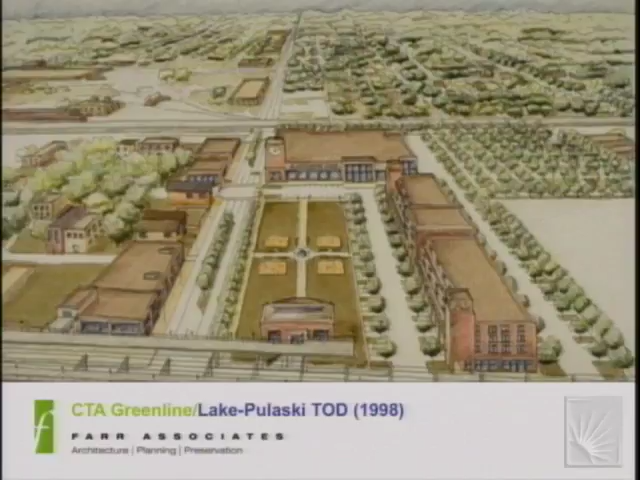 CTA Greenline/Lake-Pulaski TOD (1998)
f
FARR ASSOCIATES
Architecture | Planning | Preservation